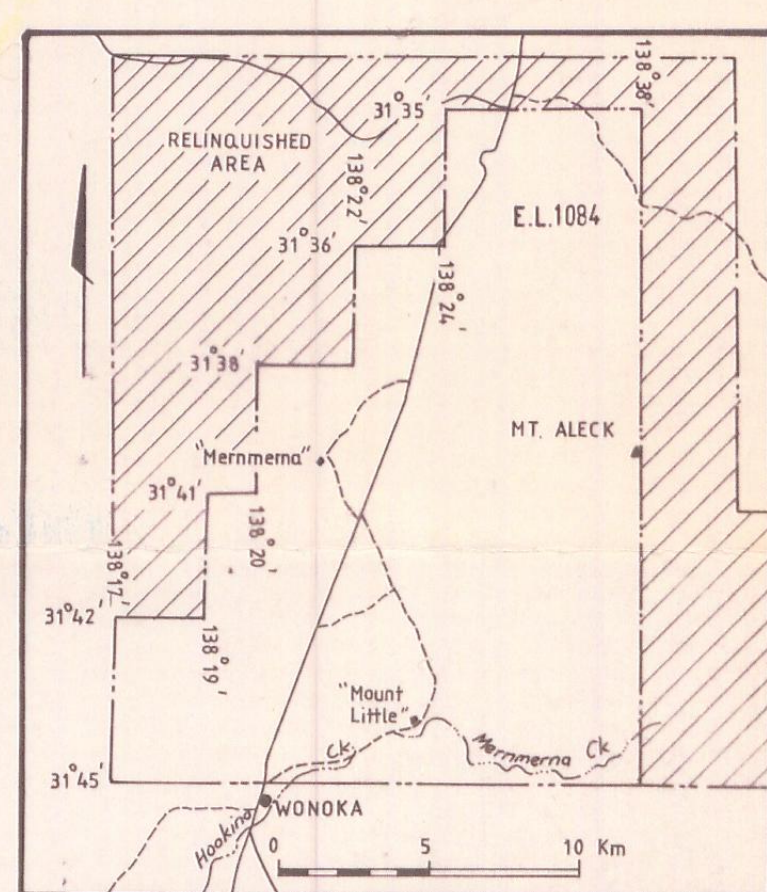 138°38'
31°35'
RELINQUISHED
AREA
138°22'
E.L.1084
31°36'
138°24'
31°38'
MT. ALECK
"Mernmerna"
31°41'
138°20'
138°17'
31°42'
138°19'
"Mount
Little"
Ck
Mernmerna Ck
31°45'
WONOKA
Hooking
0 5 10 Km